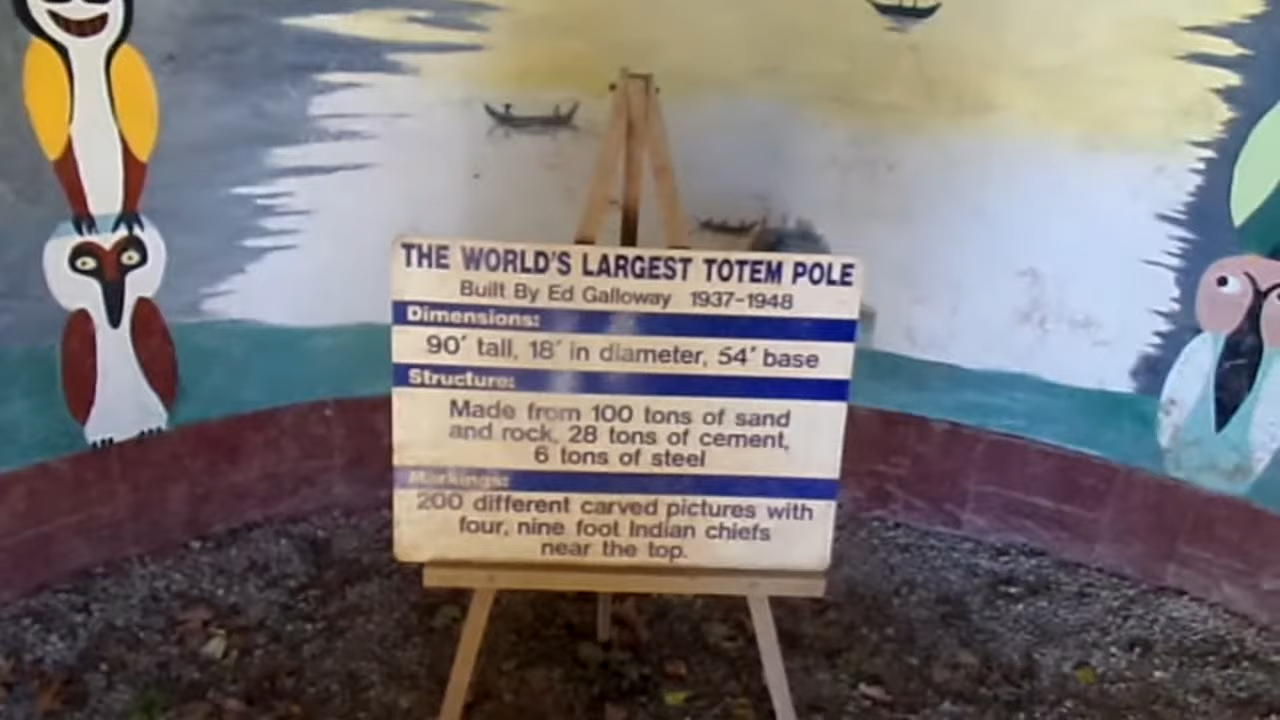 THE WORLD'S LARGEST TOTEM POLE
Built By Ed Galloway 1937-1948
Dimensions:
90' tall, 18' in diameter, 54' base
Structure:
Made from 100 tons of sand
and rock, 28 tons of cement,
6 tons of steel
Markings:
200 different carved pictures with
four, nine foot Indian chiefs
near the top.